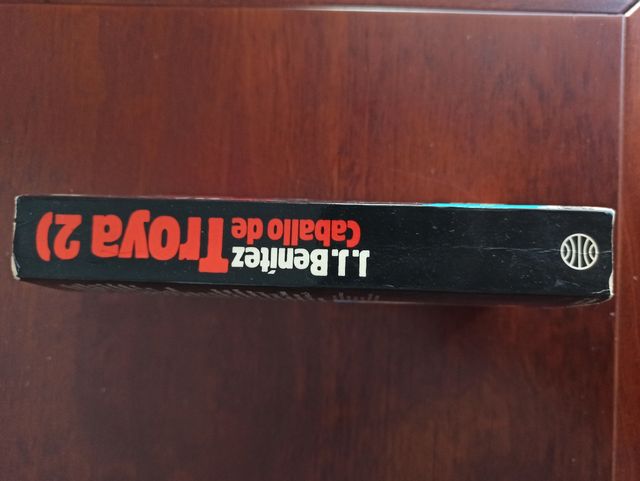 J.J. Benítez
Caballo de
Troya 2)